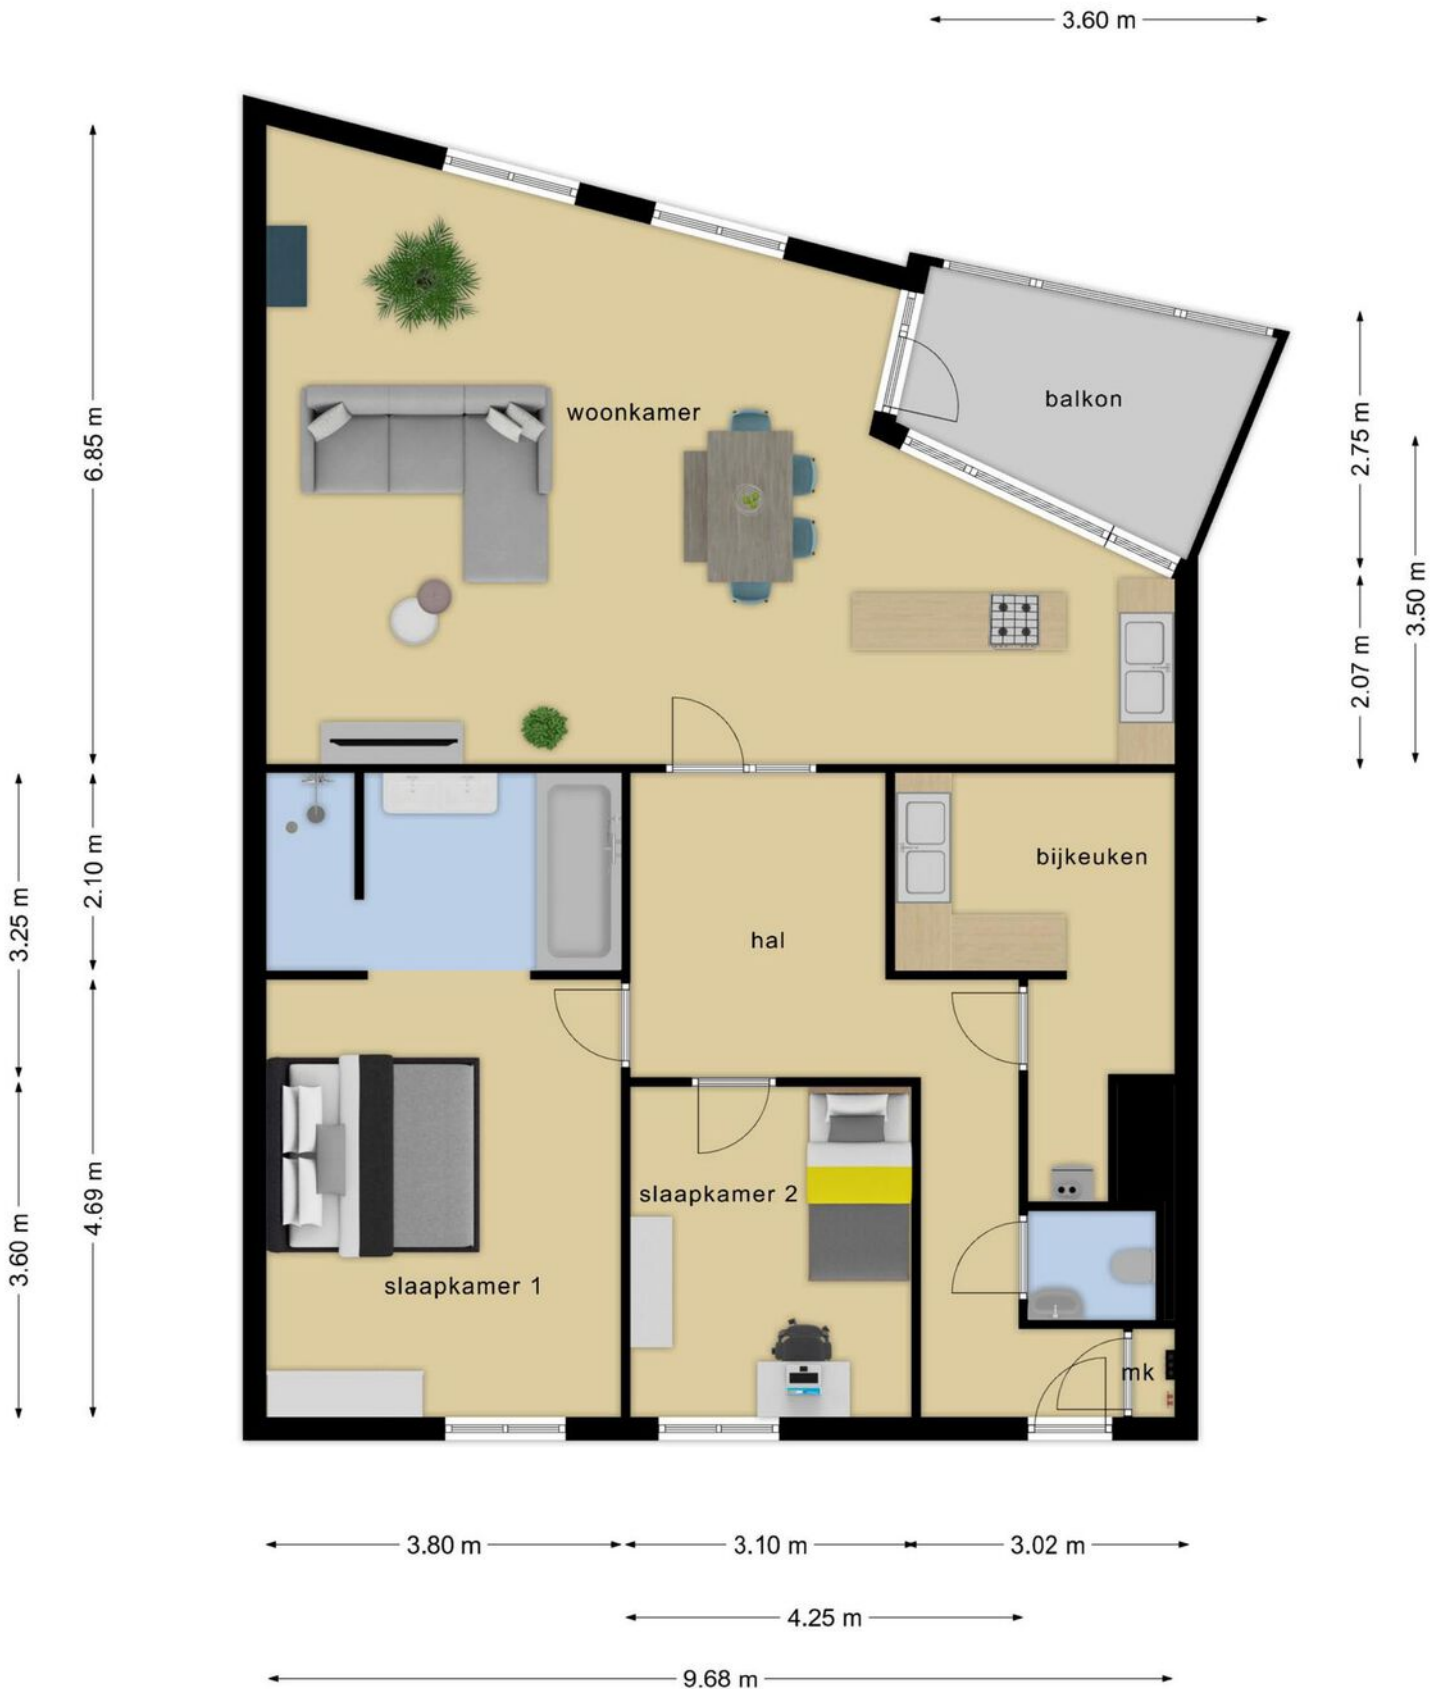 3.60 m
6.85 m
woonkamer
balkon
2.75 m
3.50 m
2.07 m
3.25 m
2.10 m
bijkeuken
hal
4.69 m
3.60 m
slaapkamer 2
slaapkamer 1
mk
3.80 m
3.10 m
3.02 m
4.25 m
9.68 m